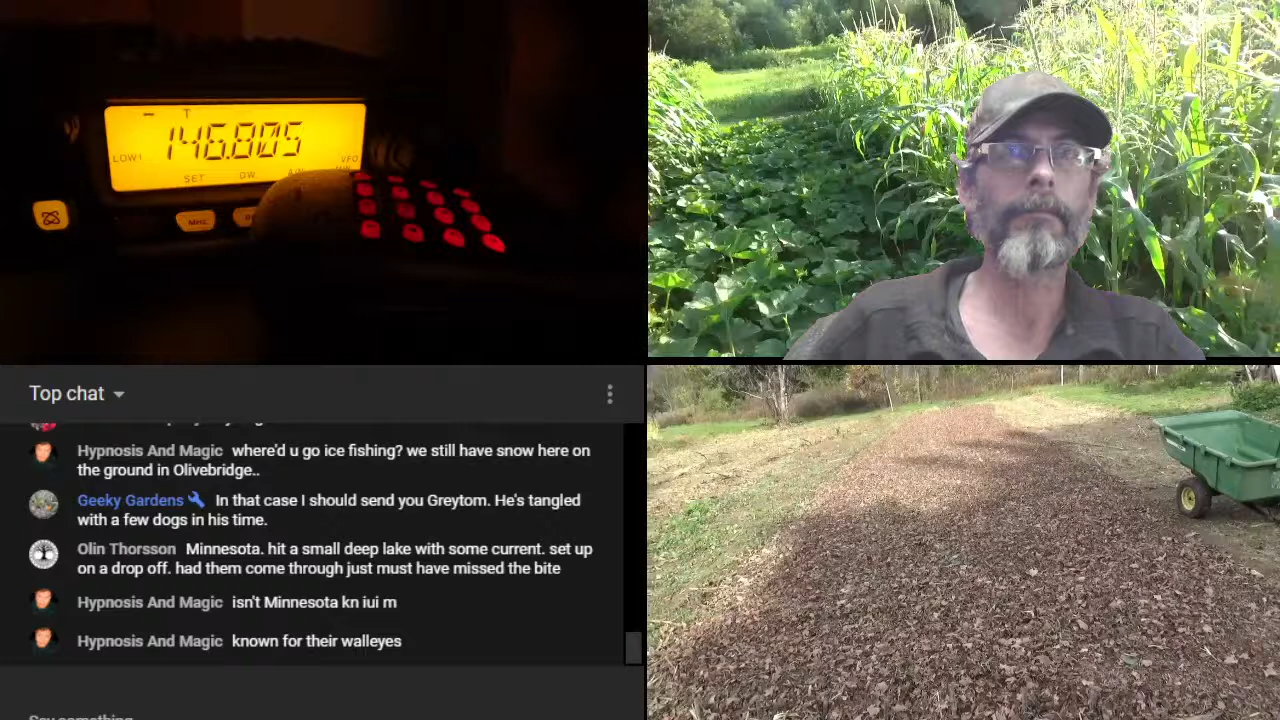 T
146.805
LOW1
VFO
SET
MHZ
Top chat
Hypnosis And Magic where'd u go ice fishing? we still have snow here on
the ground in Olivebridge..
Geeky Gardens In that case I should send you Greytom. He's tangled
with a few dogs in his time.
Olin Thorsson Minnesota. hit a small deep lake with some current. set up
on a drop off. had them come through just must have missed the bite
Hypnosis And Magic isn't Minnesota kn iui m
Hypnosis And Magic known for their walleyes
Say something